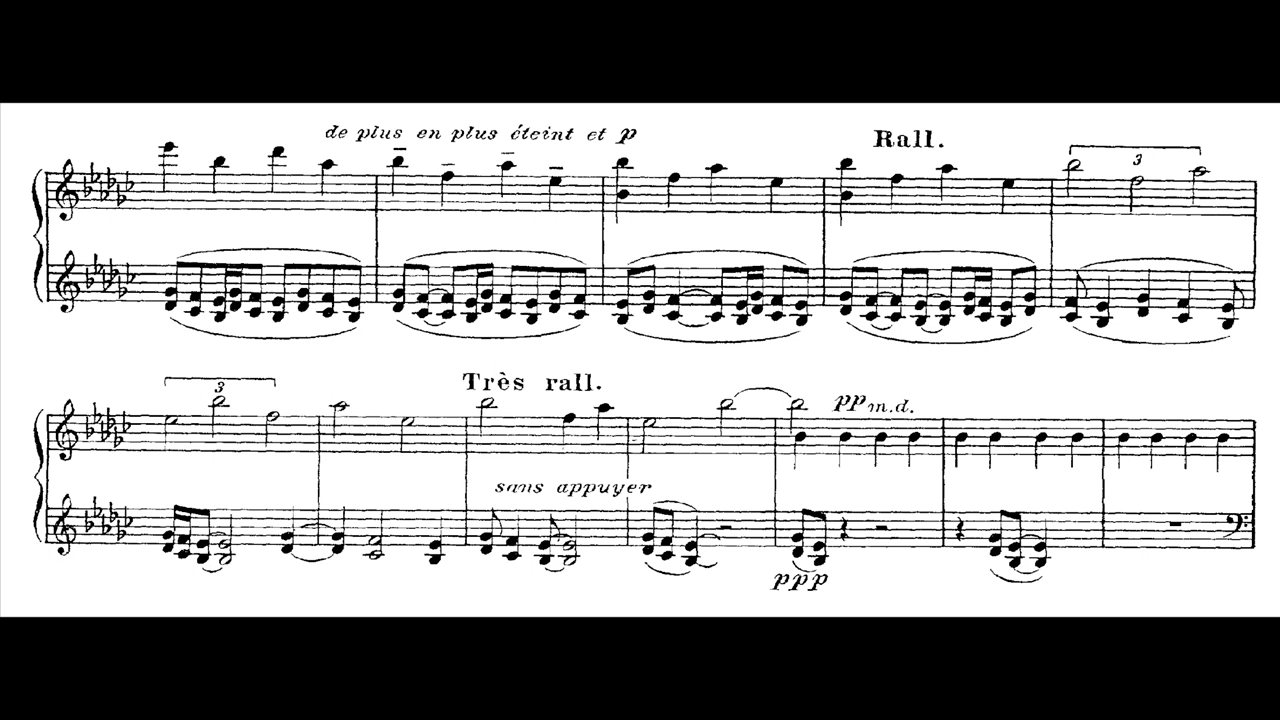 de plus en plus éteint et p
Rall.
3
3
Très rall.
pp m.d.
sans appuyer
ppp